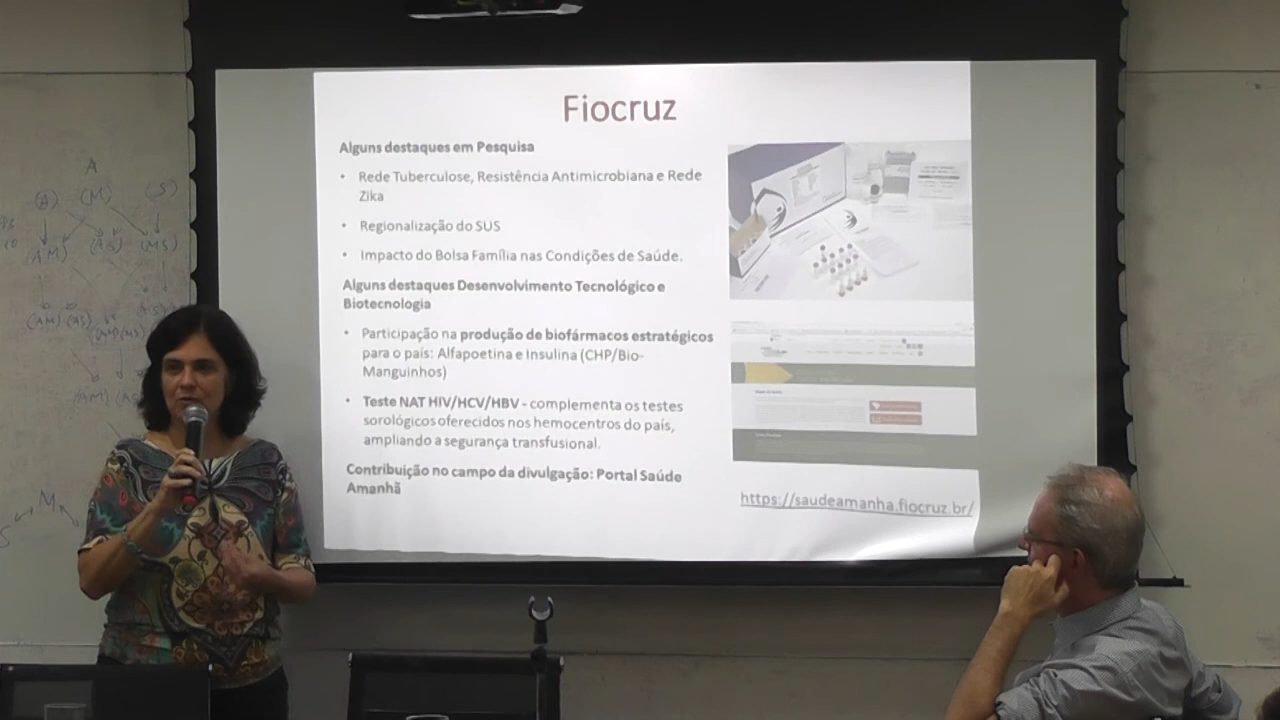 Fiocruz
Alguns destaques em Pesquisa
• Rede Tuberculose, Resistência Antimicrobiana e Rede
Zika
• Regionalização do SUS
• Impacto do Bolsa Família nas Condições de Saúde.
Alguns destaques Desenvolvimento Tecnológico e
Biotecnologia
• Participação na produção de biofármacos estratégicos
para o país: Alfapoetina e Insulina (CHP/Bio-
Manguinhos)
• Teste NAT HIV/HCV/HBV - complementa os testes
sorológicos oferecidos nos hemocentros do país,
ampliando a segurança transfusional.
Contribuição no campo da divulgação: Portal Saúde
Amanhã
https://saudeamanha.fiocruz.br/
A
(A) (M) (S)
(AM) (AS) (MS)
M